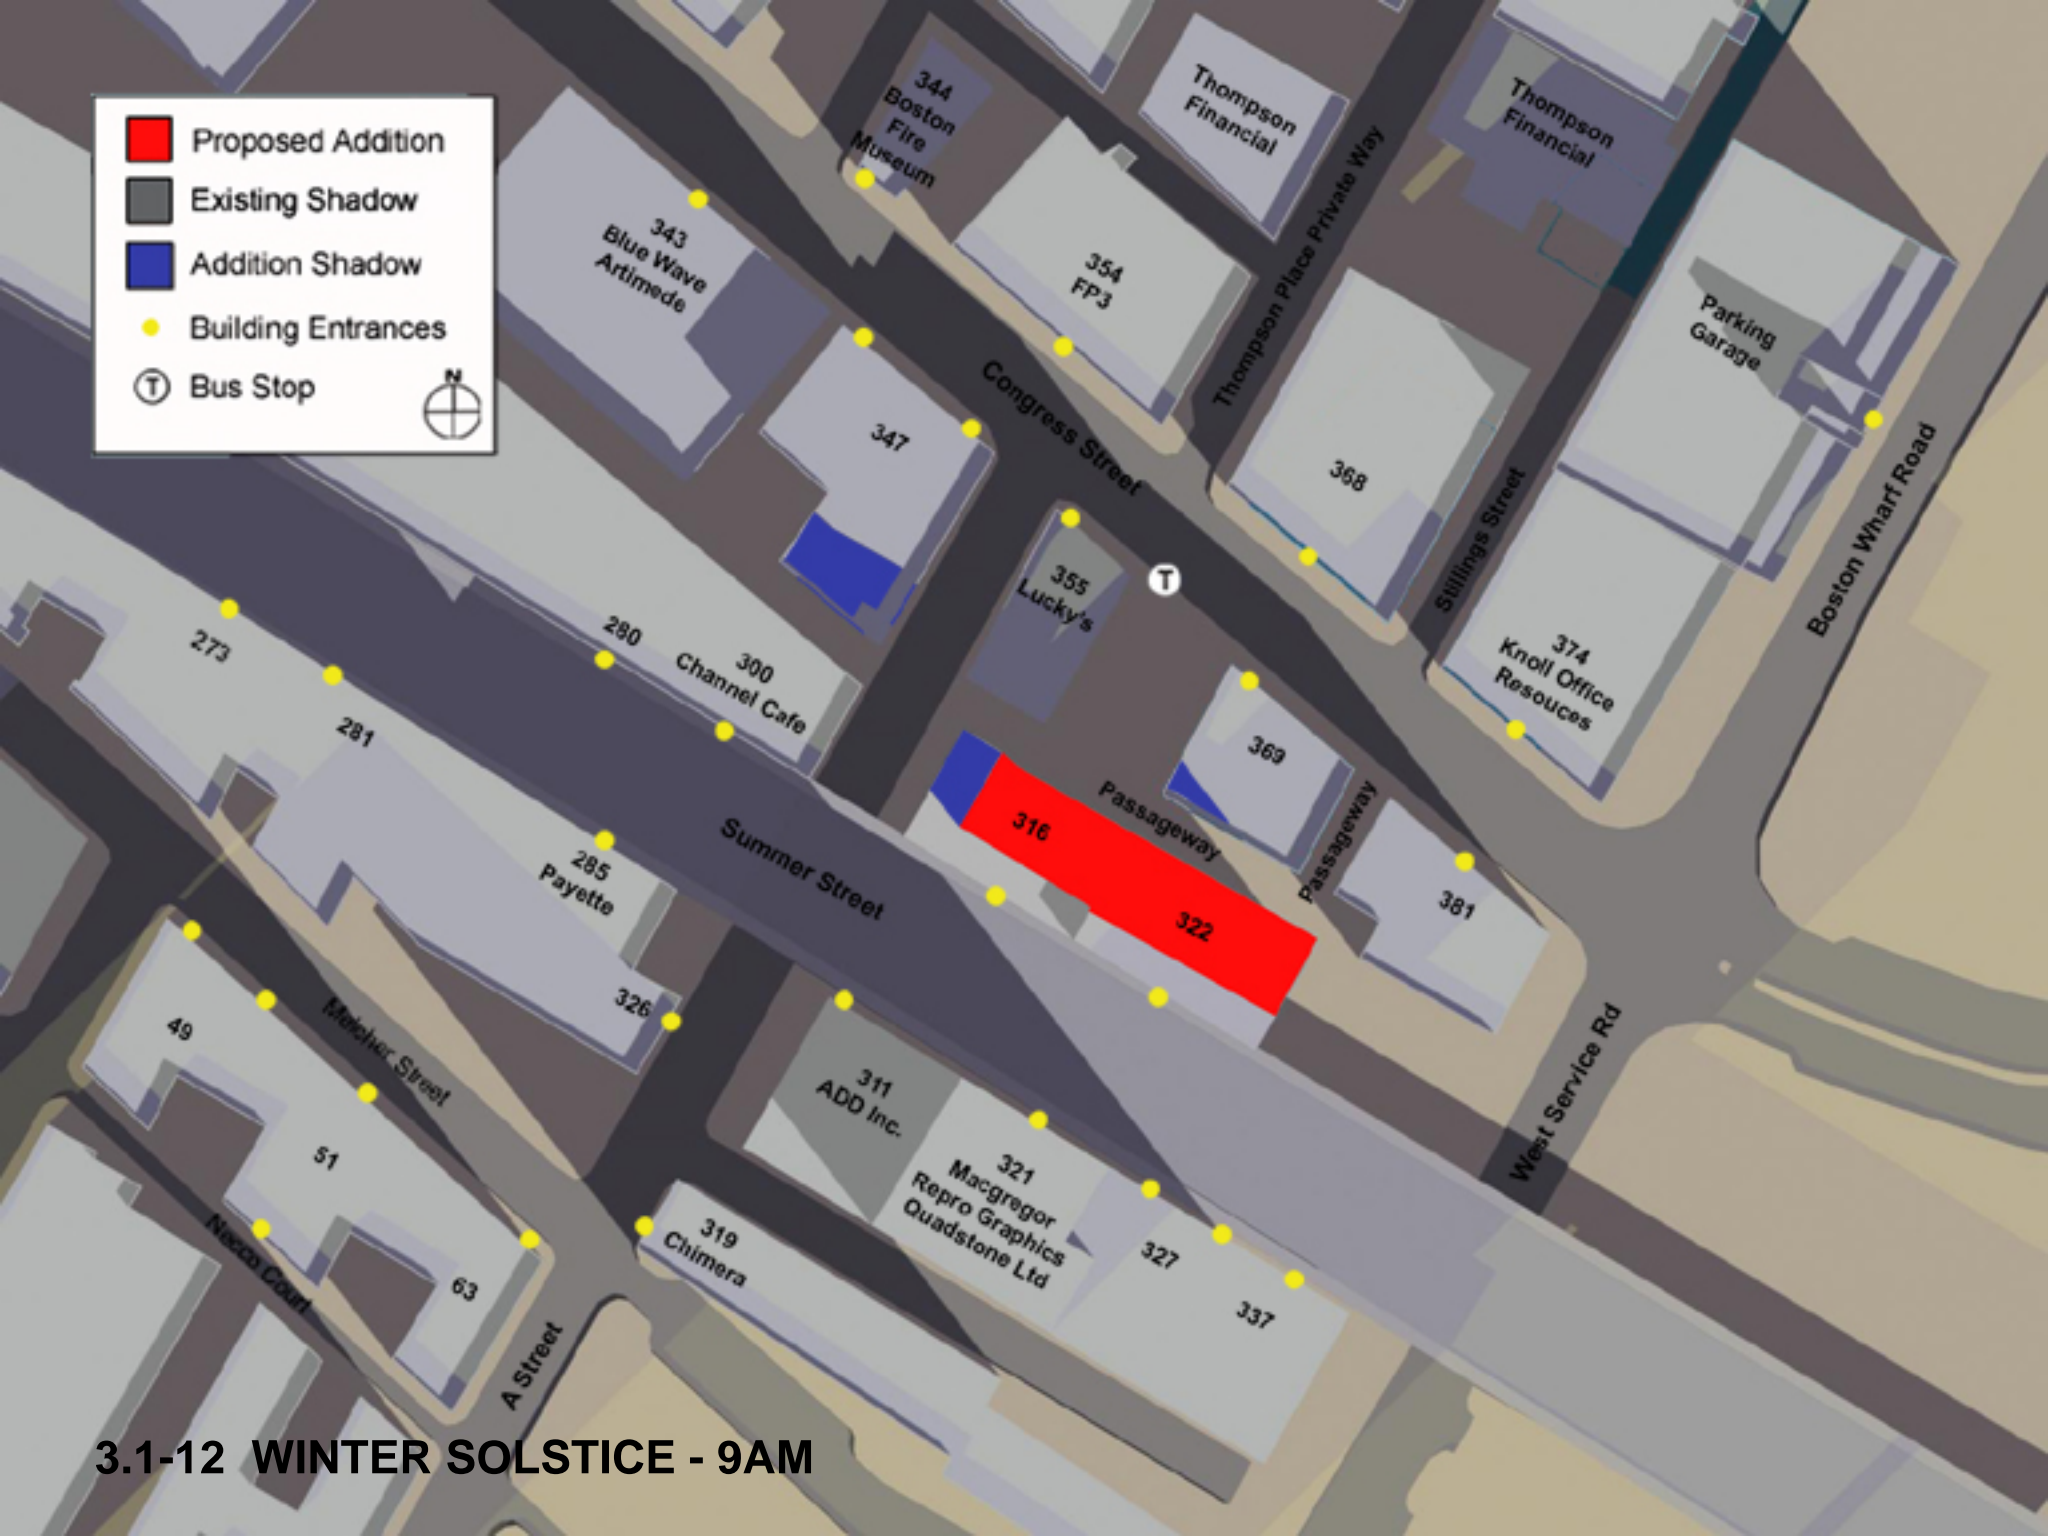 Proposed Addition
Existing Shadow
Addition Shadow
Building Entrances
T
Bus Stop
N
344
Boston
Fire
Museum
Thompson
Financial
Thompson
Financial
343
Blue Wave
Artimede
354
FP3
Thompson Place Private Way
Parking
Garage
347
Congress Street
368
Stillings Street
Boston Wharf Road
355
Lucky's
T
273
280
300
Channel Cafe
281
374
Knoll Office
Resouces
369
Passageway
Passageway
316
322
381
285
Payette
Summer Street
326
49
Melcher Street
311
ADD Inc.
West Service Rd
51
321
Macgregor
Repro Graphics
Quadstone Ltd
327
337
319
Chimera
Necco Court
63
A Street
3.1-12 WINTER SOLSTICE - 9AM